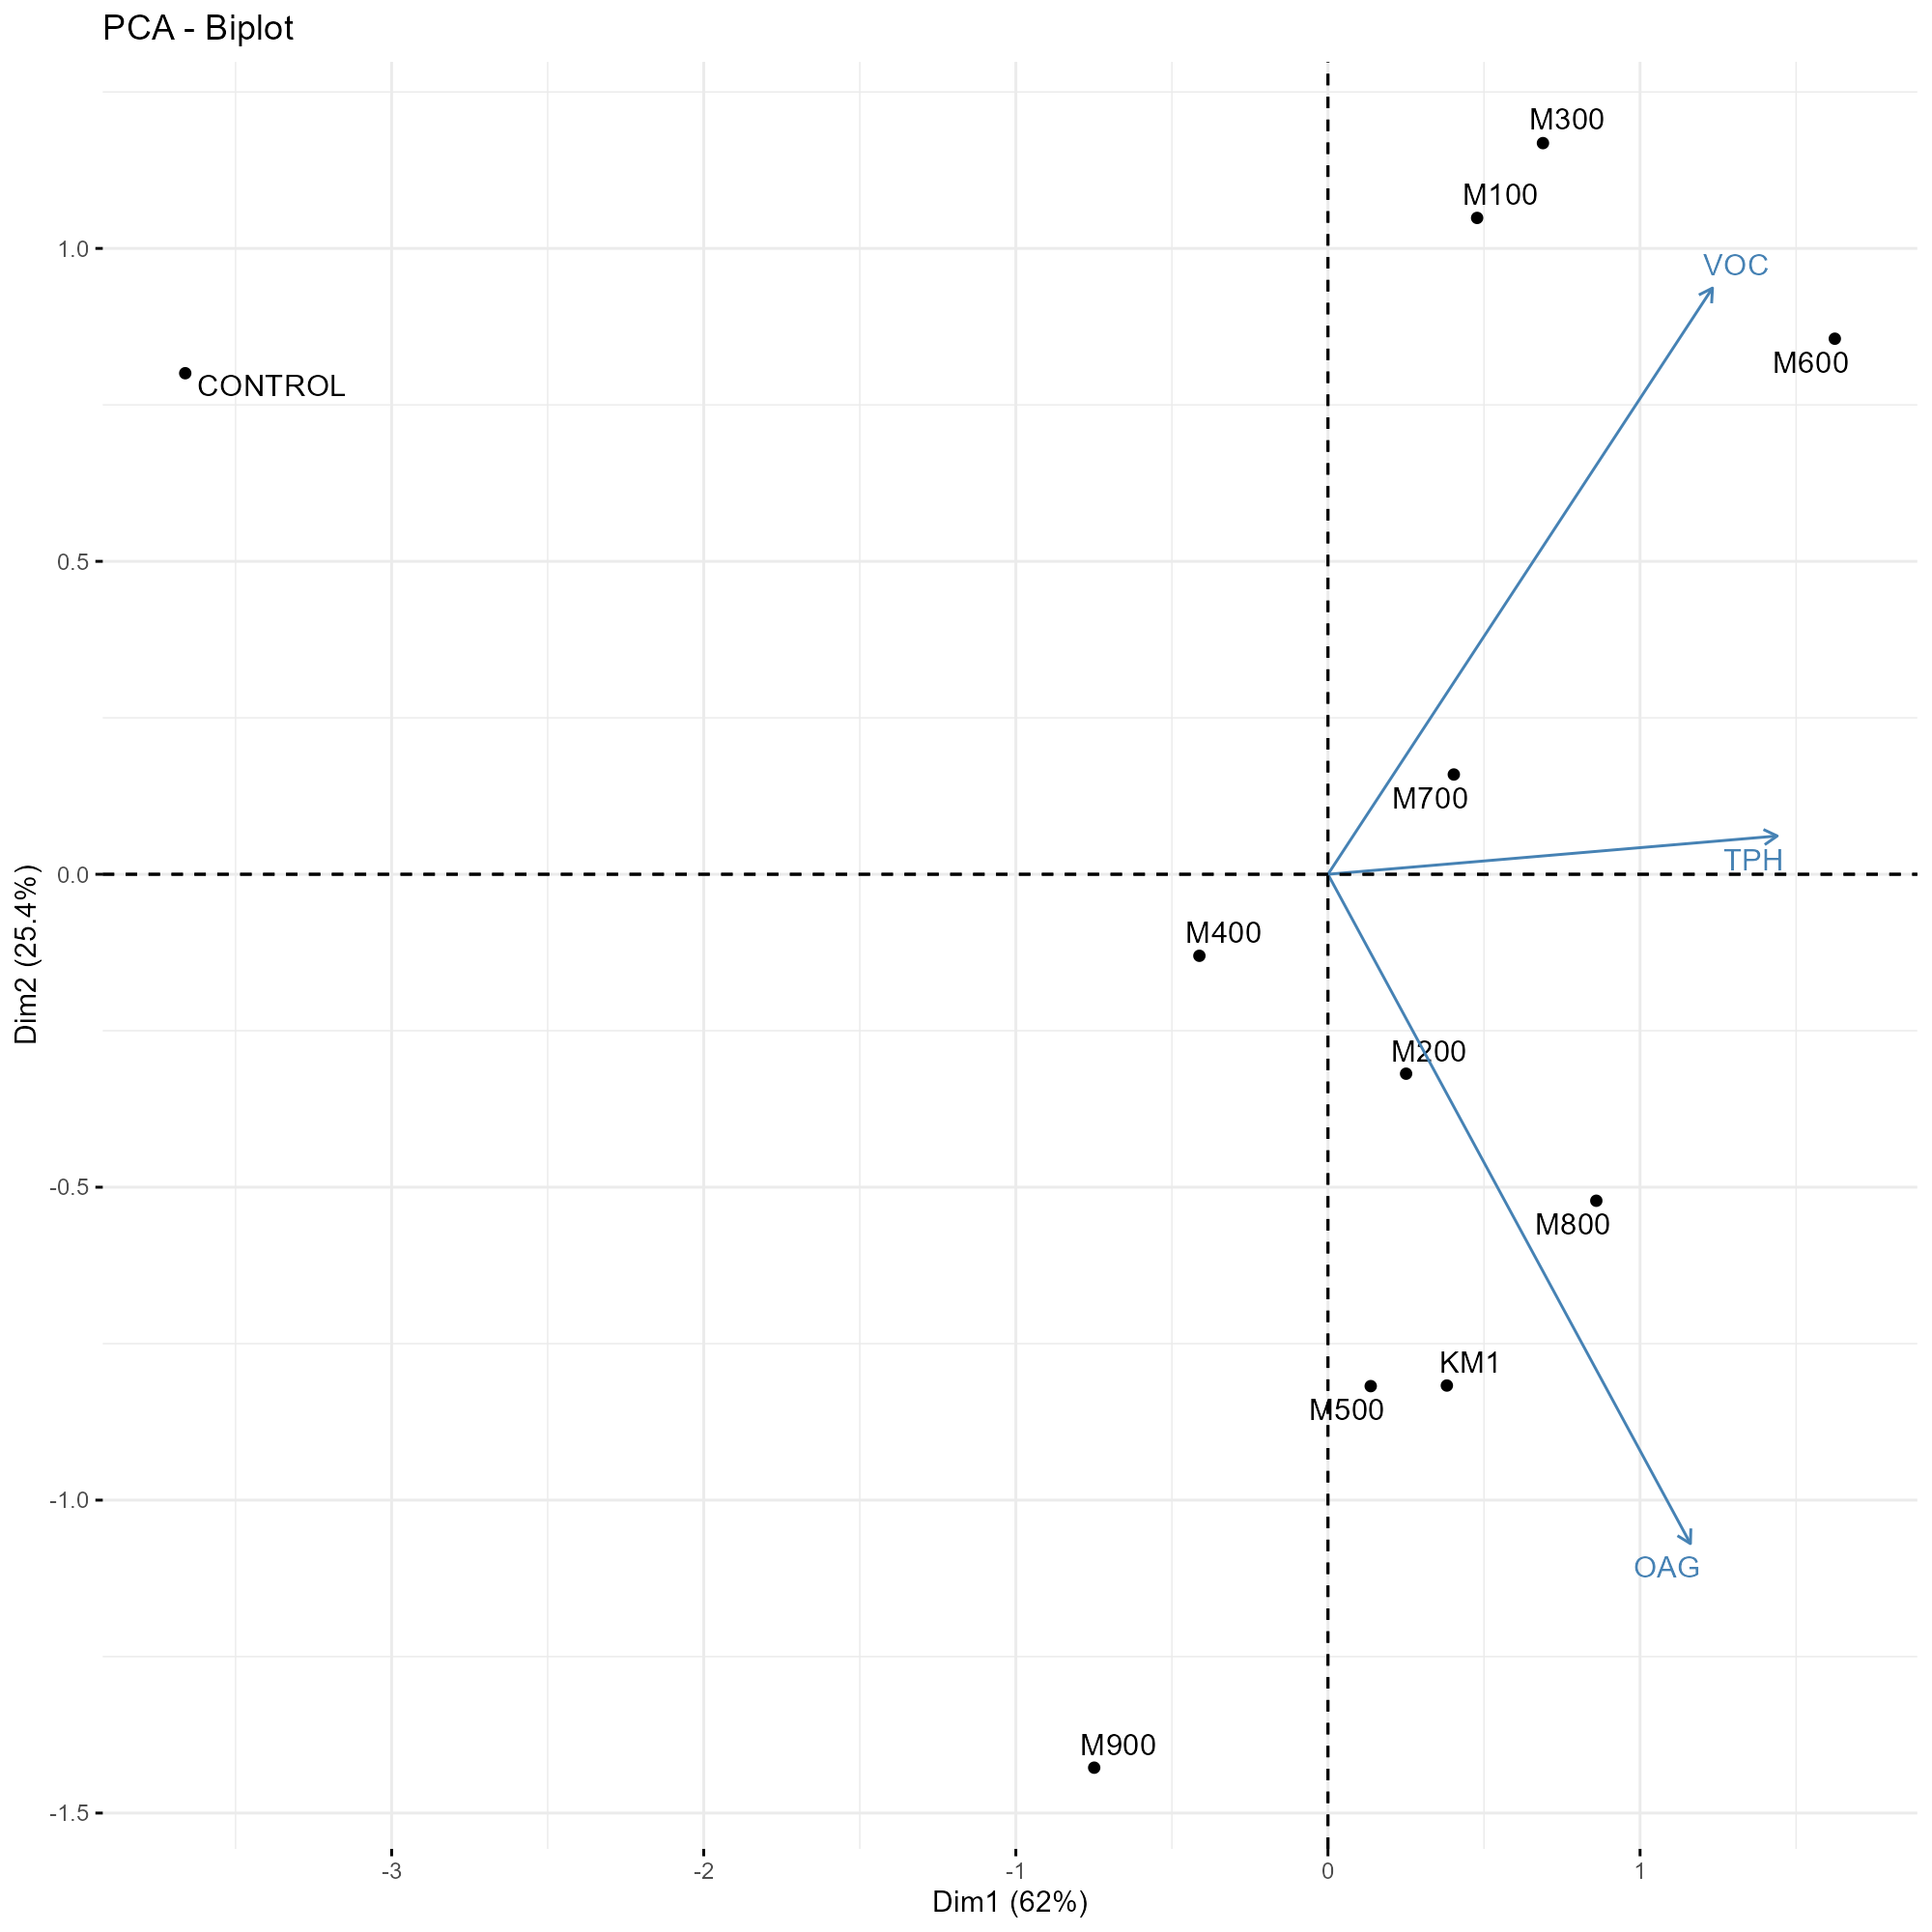 PCA - Biplot
M300
M100
1.0
VOC
M600
CONTROL
0.5
M700
TPH
0.0
M400
M200
-0.5
M800
KM1
M500
-1.0
OAG
M900
-1.5
-3
-2
-1
0
1
Dim1 (62%)
Dim2 (25.4%)